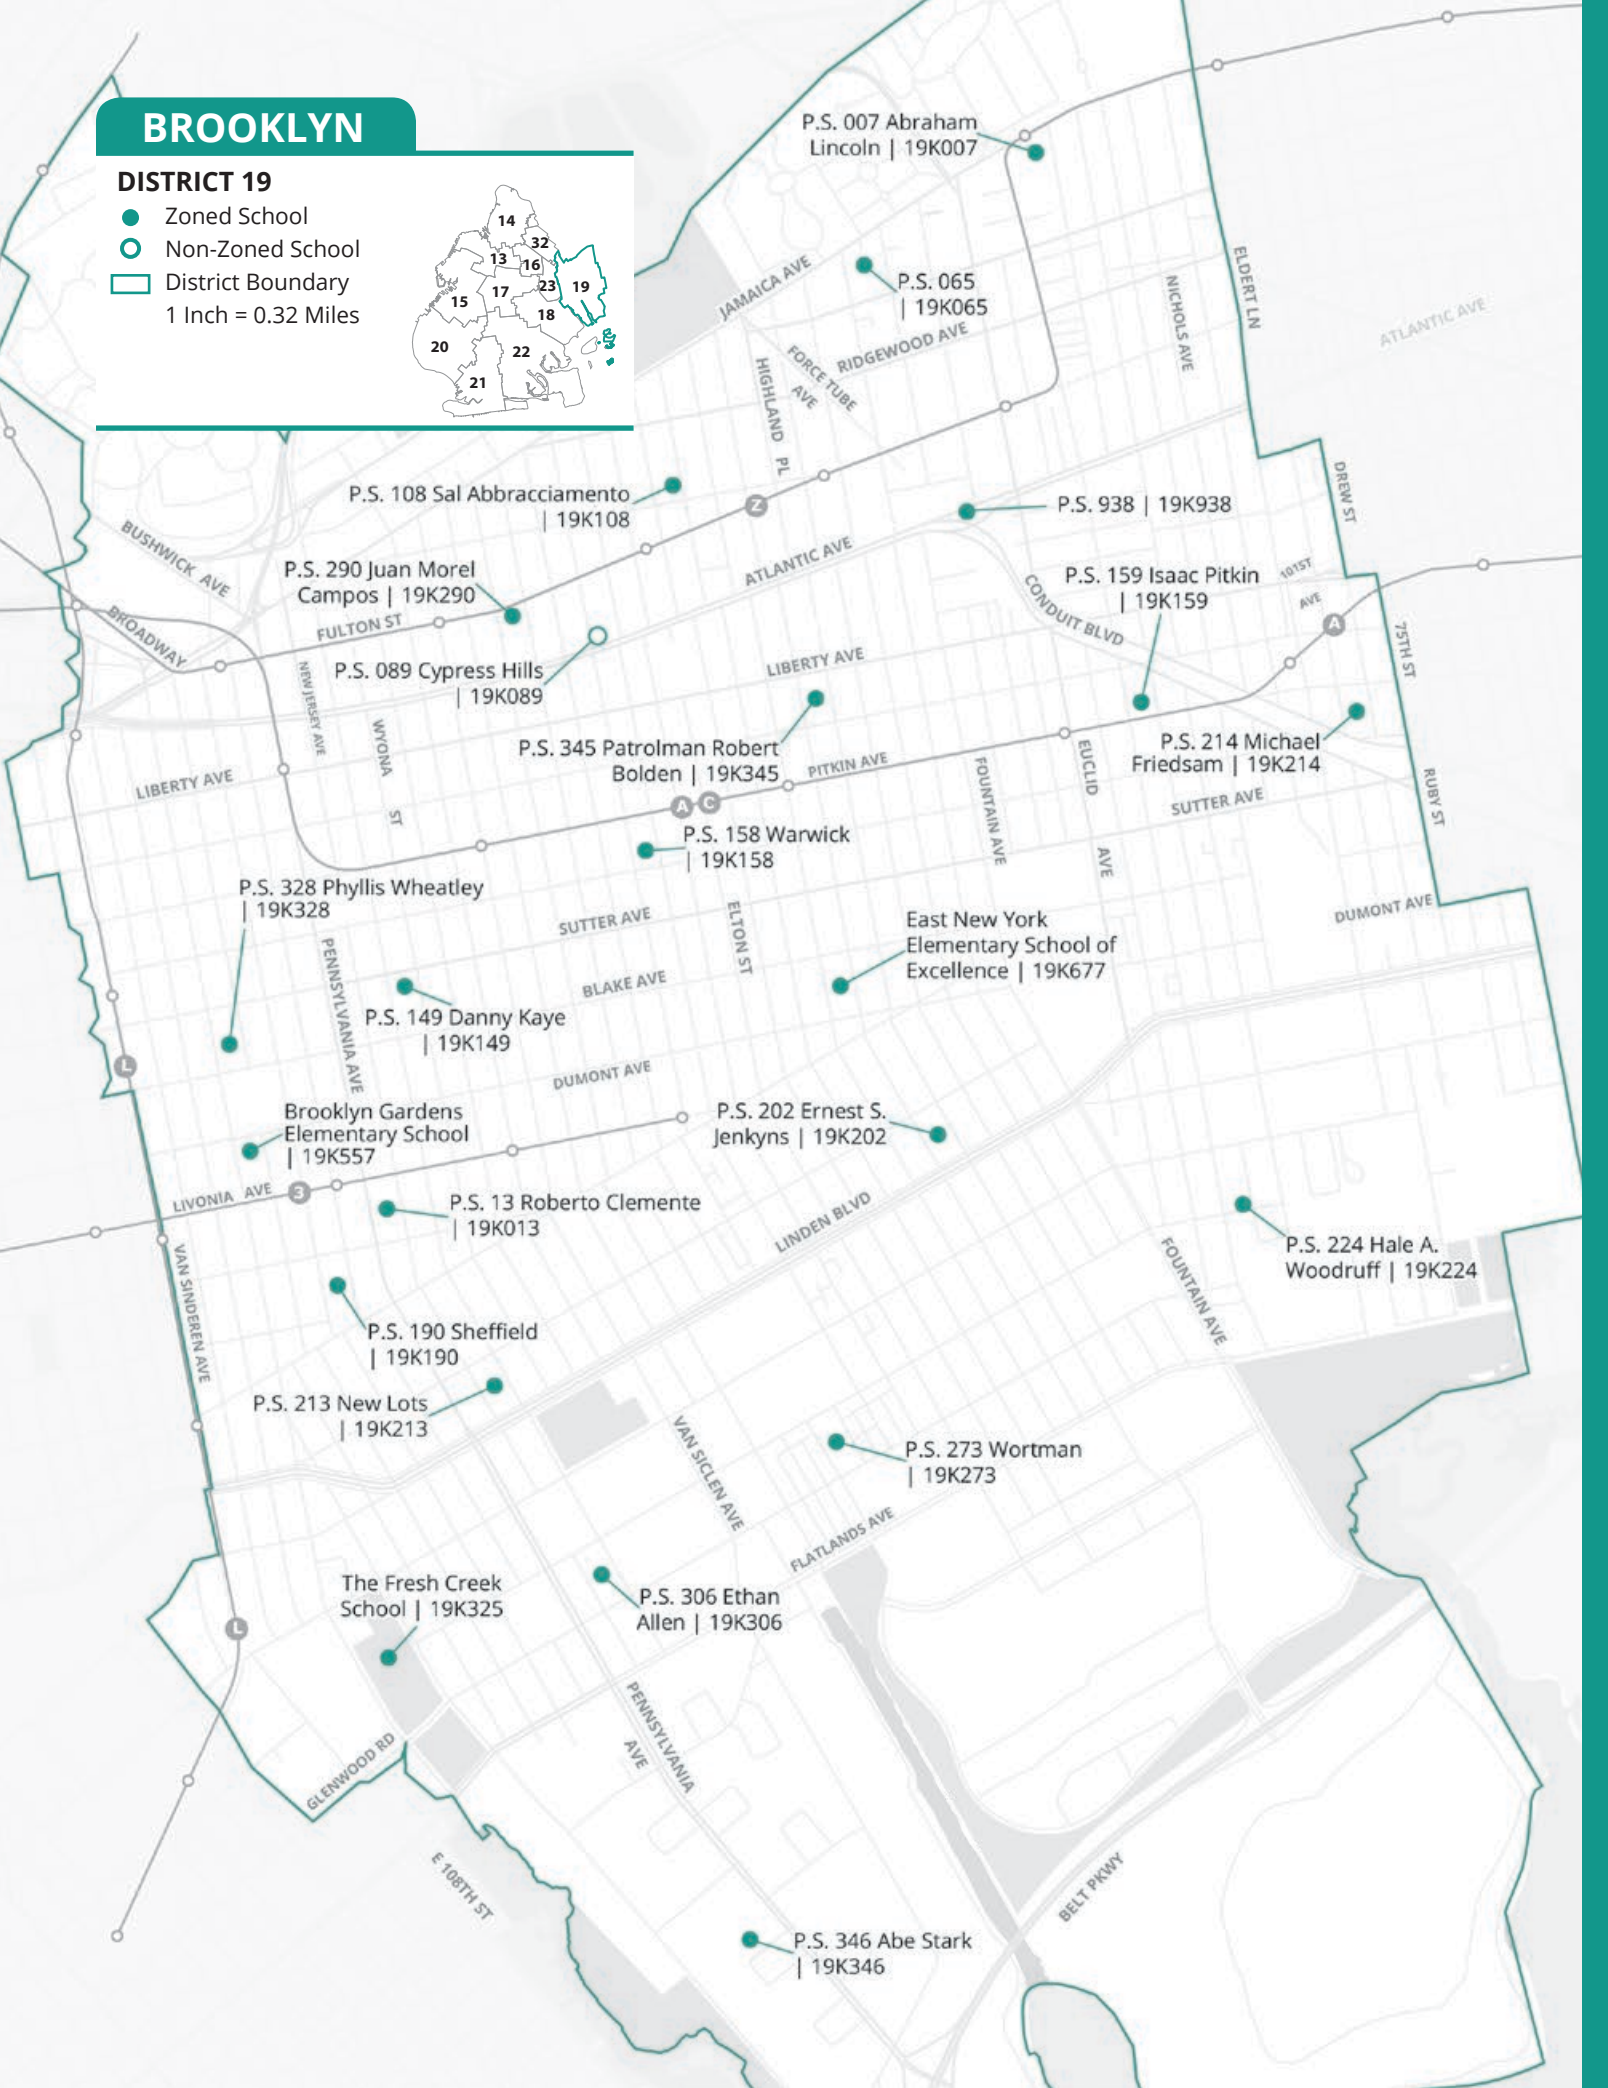 BROOKLYN
DISTRICT 19
Zoned School
Non-Zoned School
District Boundary
1 Inch = 0.32 Miles
14
32
13
16
23
19
17
15
18
20
22
21
P.S. 007 Abraham
Lincoln | 19K007
P.S. 065
| 19K065
JAMAICA AVE
RIDGEWOOD AVE
FORCE TUBE
AVE
HIGHLAND PL
NICHOLS AVE
ELDERT LN
ATLANTIC AVE
DREW ST
P.S. 108 Sal Abbracciamento
| 19K108
Z
P.S. 938 | 19K938
BUSHWICK AVE
BROADWAY
P.S. 290 Juan Morel
Campos | 19K290
FULTON ST
ATLANTIC AVE
CONDUIT BLVD
P.S. 159 Isaac Pitkin
| 19K159
101ST
AVE
A
75TH ST
P.S. 089 Cypress Hills
| 19K089
NEW JERSEY AVE
WYONA ST
LIBERTY AVE
LIBERTY AVE
P.S. 345 Patrolman Robert
Bolden | 19K345
PITKIN AVE
A
C
P.S. 214 Michael
Friedsam | 19K214
EUCLID AVE
FOUNTAIN AVE
SUTTER AVE
RUBY ST
P.S. 158 Warwick
| 19K158
P.S. 328 Phyllis Wheatley
| 19K328
SUTTER AVE
ELTON ST
East New York
Elementary School of
Excellence | 19K677
DUMONT AVE
PENNSYLVANIA AVE
BLAKE AVE
P.S. 149 Danny Kaye
| 19K149
L
DUMONT AVE
Brooklyn Gardens
Elementary School
| 19K557
P.S. 202 Ernest S.
Jenkyns | 19K202
LIVONIA AVE
3
P.S. 13 Roberto Clemente
| 19K013
LINDEN BLVD
P.S. 224 Hale A.
Woodruff | 19K224
FOUNTAIN AVE
VAN SINDEREN AVE
P.S. 190 Sheffield
| 19K190
P.S. 213 New Lots
| 19K213
VAN SICLEN AVE
P.S. 273 Wortman
| 19K273
FLATLANDS AVE
The Fresh Creek
School | 19K325
P.S. 306 Ethan
Allen | 19K306
L
PENNSYLVANIA
AVE
GLENWOOD RD
E 108TH ST
BELT PKWY
P.S. 346 Abe Stark
| 19K346